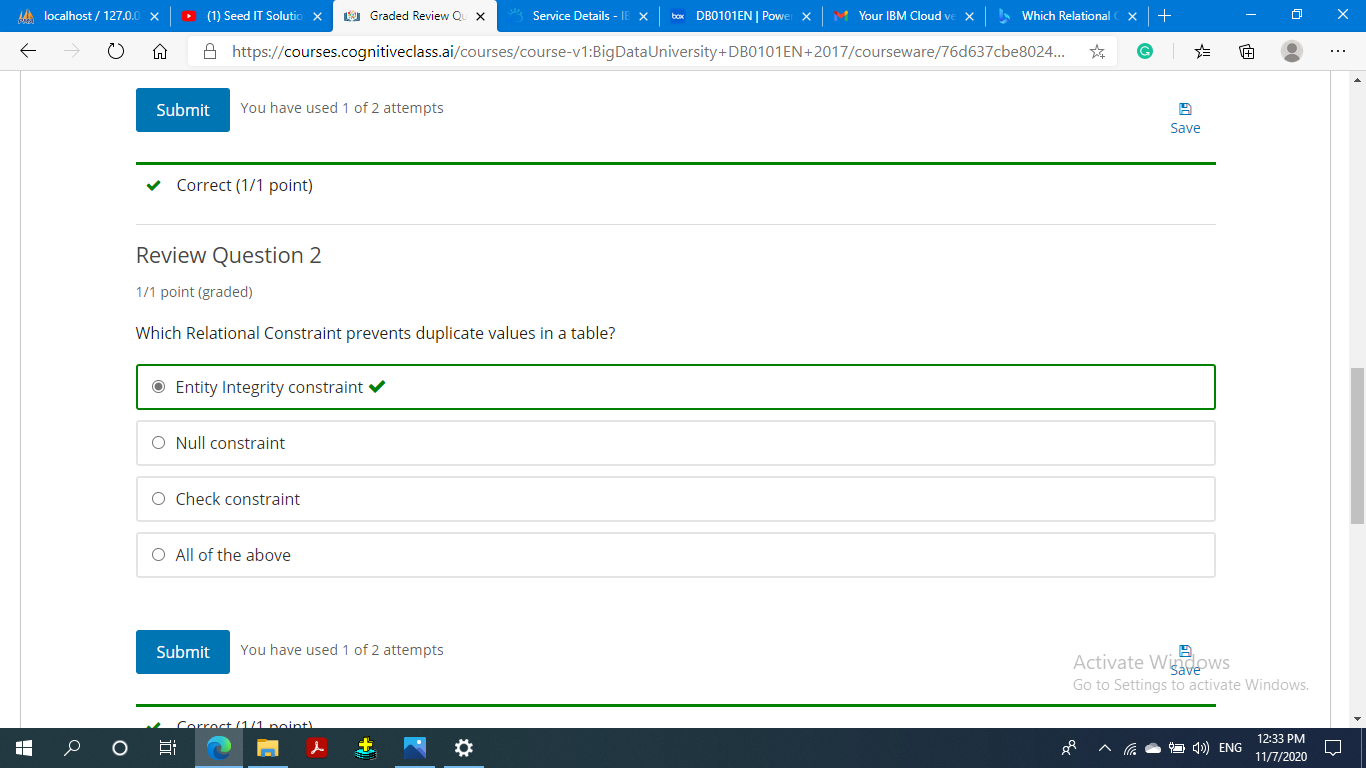 localhost / 127.0.0
(1) Seed IT Solutio
Graded Review Qu
Service Details - IB
box DB0101EN | Power
Your IBM Cloud ve
Which Relational C
https://courses.cognitiveclass.ai/courses/course-v1:BigDataUniversity+DB0101EN+2017/courseware/76d637cbe8024...
Submit You have used 1 of 2 attempts
Save
Correct (1/1 point)
Review Question 2
1/1 point (graded)
Which Relational Constraint prevents duplicate values in a table?
Entity Integrity constraint
Null constraint
Check constraint
All of the above
Submit You have used 1 of 2 attempts
Save
Activate Windows
Go to Settings to activate Windows.
Correct (1/1 point)
ENG
12:33 PM
11/7/2020